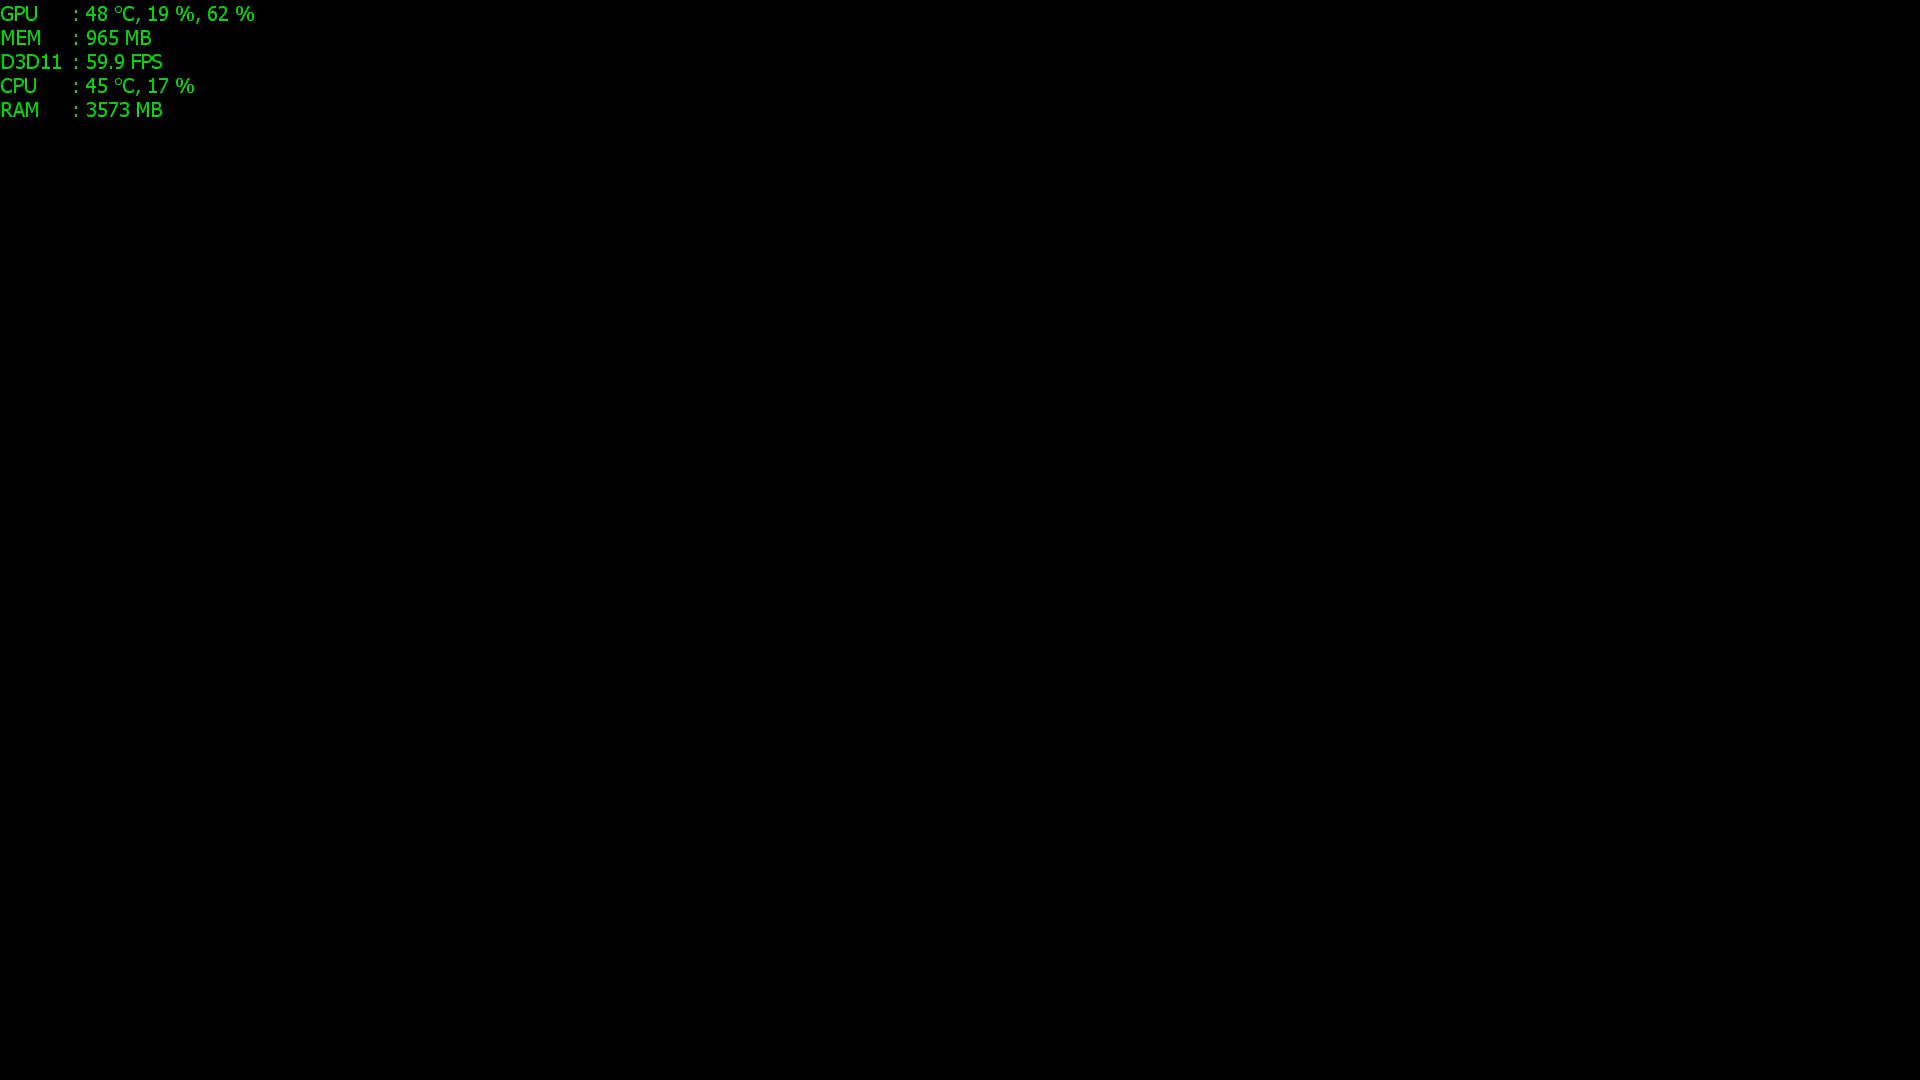 GPU : 48 °C, 19 %, 62 %
MEM : 965 MB
D3D11 : 59.9 FPS
CPU : 45 °C, 17 %
RAM : 3573 MB